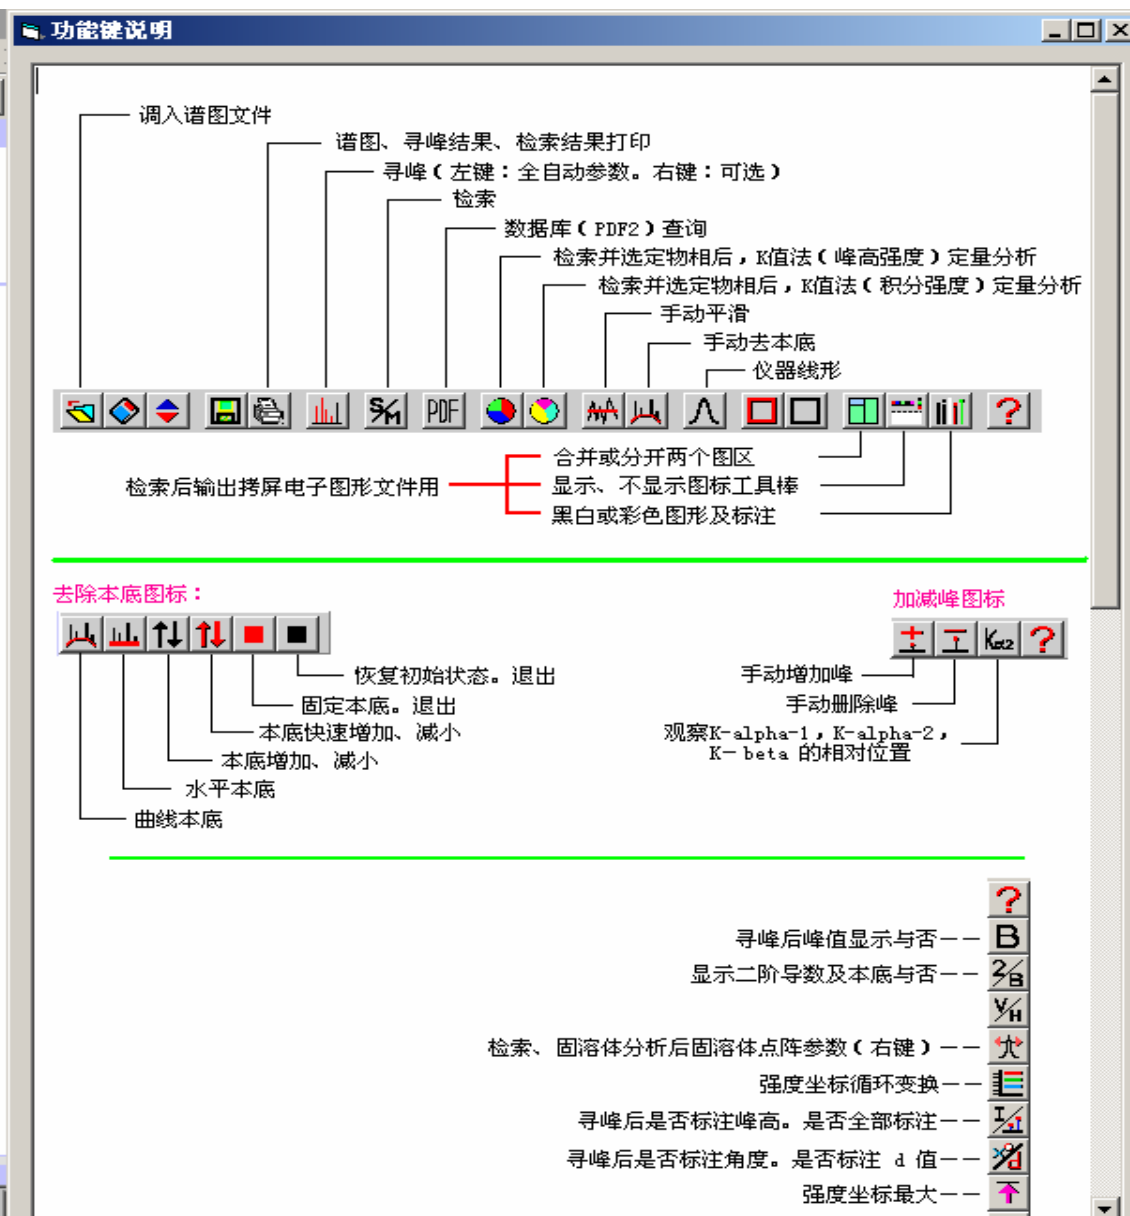 功能键说明
调入谱图文件
谱图、寻峰结果、检索结果打印
寻峰(左键:全自动参数。右键:可选)
检索
数据库(PDF2)查询
检索并选定物相后,K值法(峰高强度)定量分析
检索并选定物相后,K值法(积分强度)定量分析
手动平滑
手动去本底
仪器线形
S/M PDF ?
合并或分开两个图区
检索后输出拷屏电子图形文件用 显示、不显示图标工具棒
黑白或彩色图形及标注
去除本底图标:
加减峰图标
Kα2 ?
恢复初始状态。退出
固定本底。退出
本底快速增加、减小
本底增加、减小
水平本底
曲线本底
手动增加峰
手动删除峰
观察K-alpha-1,K-alpha-2,
K－beta 的相对位置
?
寻峰后峰值显示与否－－ B
显示二阶导数及本底与否－－ 2/B
V/H
检索、固溶体分析后固溶体点阵参数(右键)－－
强度坐标循环变换－－
寻峰后是否标注峰高。是否全部标注－－ I/
寻峰后是否标注角度。是否标注 d 值－－ d
强度坐标最大－－